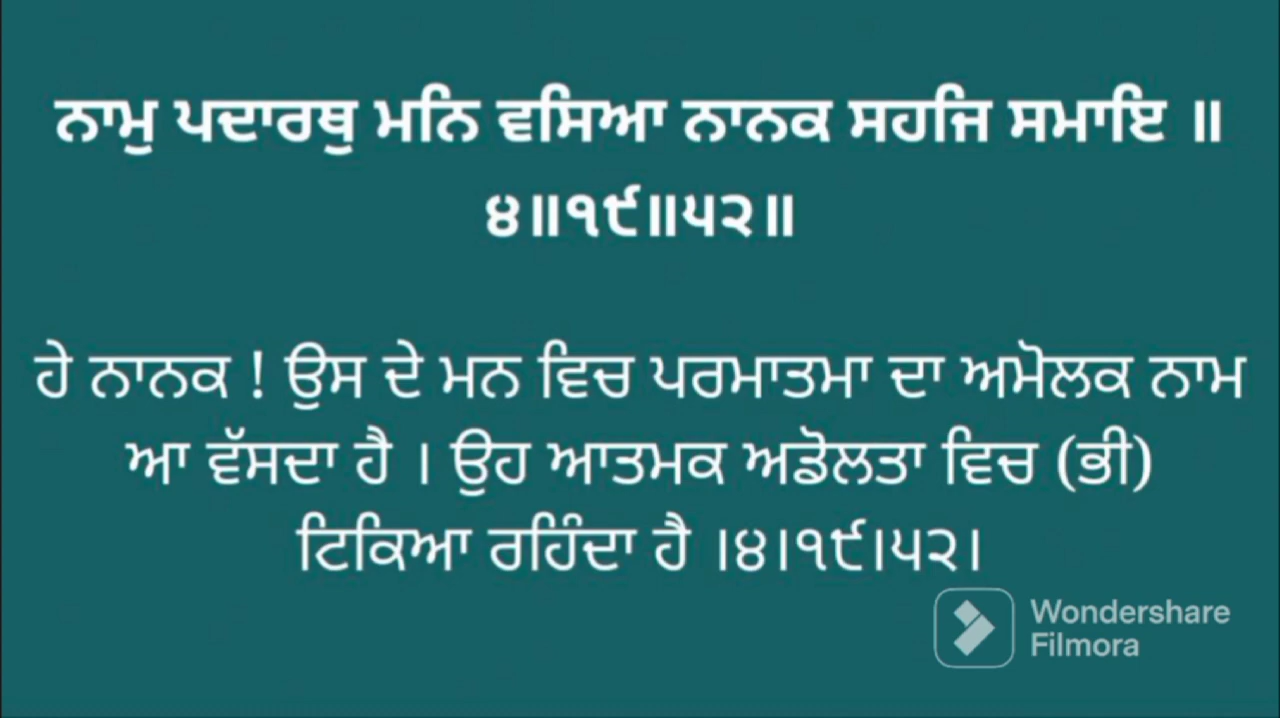 ਨਾਮੁ ਪਦਾਰਥੁ ਮਨਿ ਵਸਿਆ ਨਾਨਕ ਸਹਜਿ ਸਮਾਇ ॥
੪॥੧੯॥੫੨॥
ਹੇ ਨਾਨਕ ! ਉਸ ਦੇ ਮਨ ਵਿਚ ਪਰਮਾਤਮਾ ਦਾ ਅਮੋਲਕ ਨਾਮ
ਆ ਵੱਸਦਾ ਹੈ । ਉਹ ਆਤਮਕ ਅਡੋਲਤਾ ਵਿਚ (ਭੀ)
ਟਿਕਿਆ ਰਹਿੰਦਾ ਹੈ ।੪।੧੯।੫੨।
Wondershare
Filmora